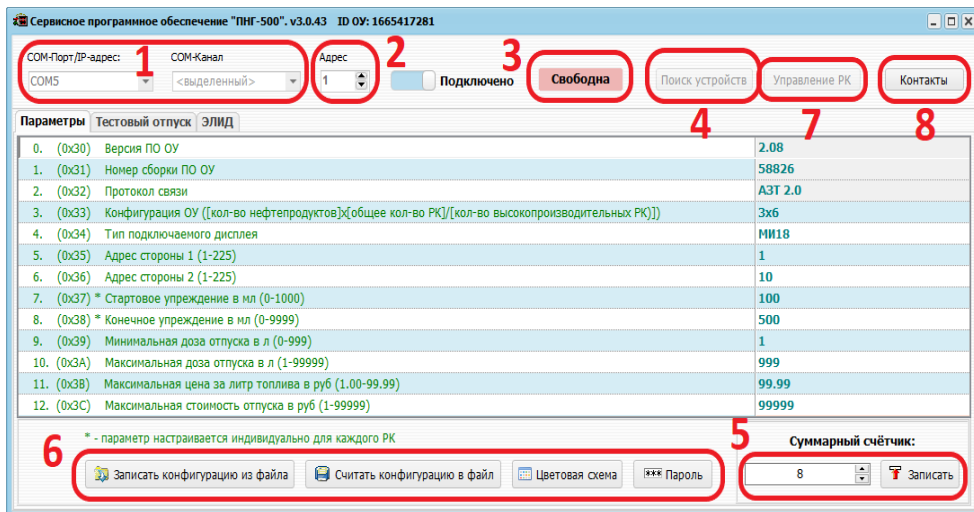 Сервисное программное обеспечение "ПНГ-500". v3.0.43 ID ОУ: 1665417281
COM-Порт/IP-адрес: 1 COM-Канал Адрес 2 3
COM5 <выделенный> 1 Подключено Свободна Поиск устройств Управление РК Контакты
4 7 8
Параметры Тестовый отпуск ЭЛИД
0. (0x30) Версия ПО ОУ 2.08
1. (0x31) Номер сборки ПО ОУ 58826
2. (0x32) Протокол связи АЗТ 2.0
3. (0x33) Конфигурация ОУ ([кол-во нефтепродуктов]x[общее кол-во РК]/[кол-во высокопроизводительных РК)]) 3x6
4. (0x34) Тип подключаемого дисплея МИ18
5. (0x35) Адрес стороны 1 (1-225) 1
6. (0x36) Адрес стороны 2 (1-225) 10
7. (0x37) * Стартовое упреждение в мл (0-1000) 100
8. (0x38) * Конечное упреждение в мл (0-9999) 500
9. (0x39) Минимальная доза отпуска в л (0-999) 1
10. (0x3A) Максимальная доза отпуска в л (1-99999) 999
11. (0x3B) Максимальная цена за литр топлива в руб (1.00-99.99) 99.99
12. (0x3C) Максимальная стоимость отпуска в руб (1-99999) 99999
6 * - параметр настраивается индивидуально для каждого РК 5 Суммарный счётчик:
Записать конфигурацию из файла Считать конфигурацию в файл Цветовая схема *** Пароль 8 Записать